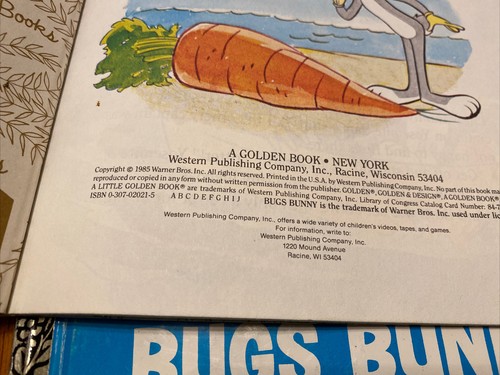 Books
A GOLDEN BOOK • NEW YORK
Western Publishing Company, Inc., Racine, Wisconsin 53404
Copyright © 1985 Warner Bros. Inc. All rights reserved. Printed in the U.S.A. by Western Publishing Company, Inc. No part of this book
reproduced or copied in any form without written permission from the publisher. GOLDEN®, GOLDEN & DESIGN®, A GOLDEN BOOK®
A LITTLE GOLDEN BOOK® are trademarks of Western Publishing Company, Inc. Library of Congress Catalog Card Number: 84-7
ISBN 0-307-02021-5 A B C D E F G H I J BUGS BUNNY is the trademark of Warner Bros. Inc. used under
Western Publishing Company, Inc., offers a wide variety of children's videos, tapes, and games.
For information, write to:
Western Publishing Company, Inc.
1220 Mound Avenue
Racine, WI 53404
BUGS BUN